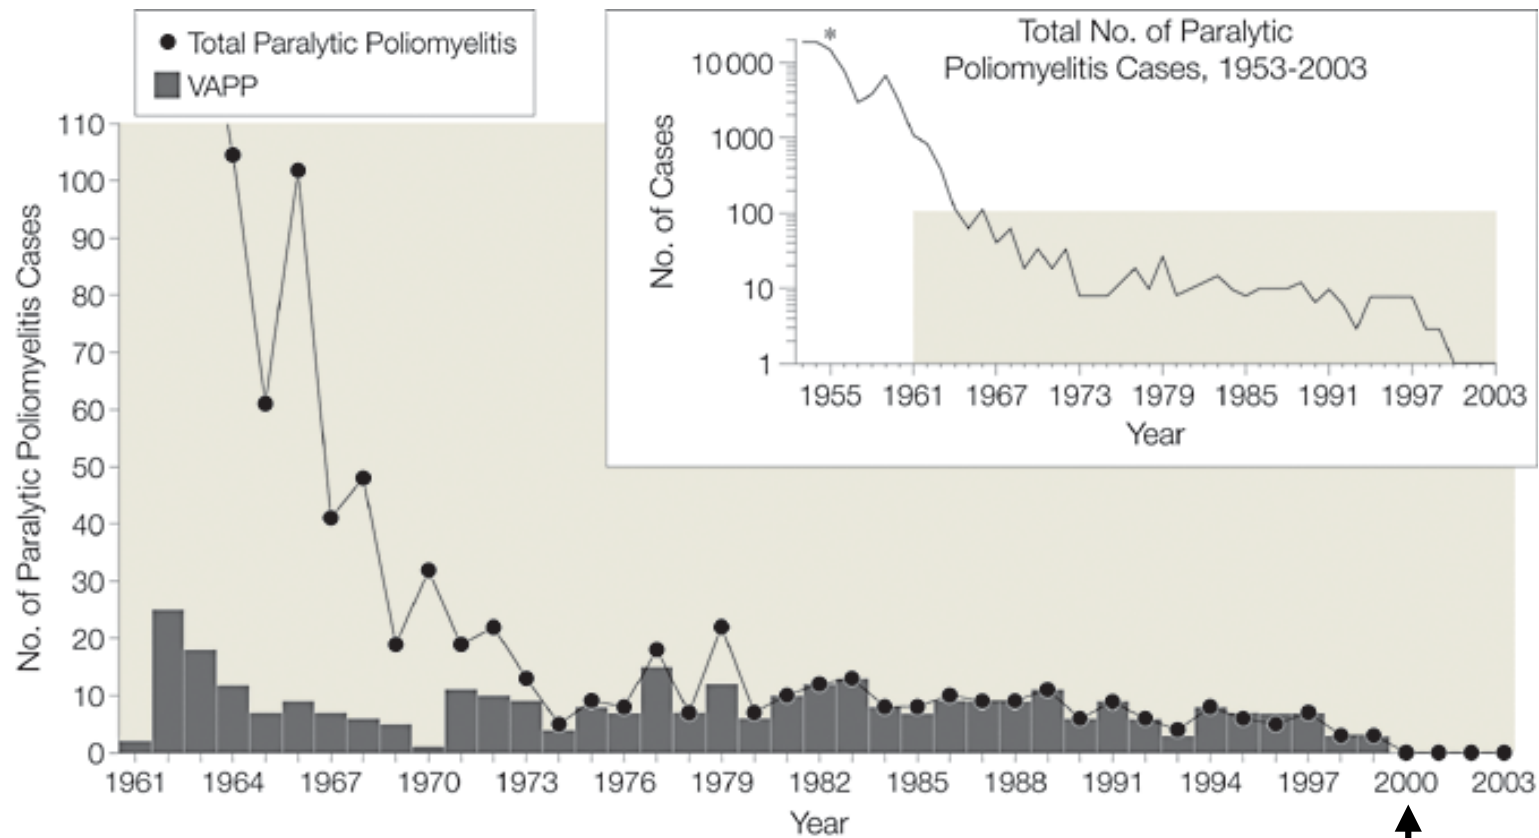 Total Paralytic Poliomyelitis
VAPP
No. of Paralytic Poliomyelitis Cases
110
100
90
80
70
60
50
40
30
20
10
0
1961 1964 1967 1970 1973 1976 1979 1982 1985 1988 1991 1994 1997 2000 2003
Year
Total No. of Paralytic
Poliomyelitis Cases, 1953-2003
*
No. of Cases
10 000
1000
100
10
1
1955 1961 1967 1973 1979 1985 1991 1997 2003
Year